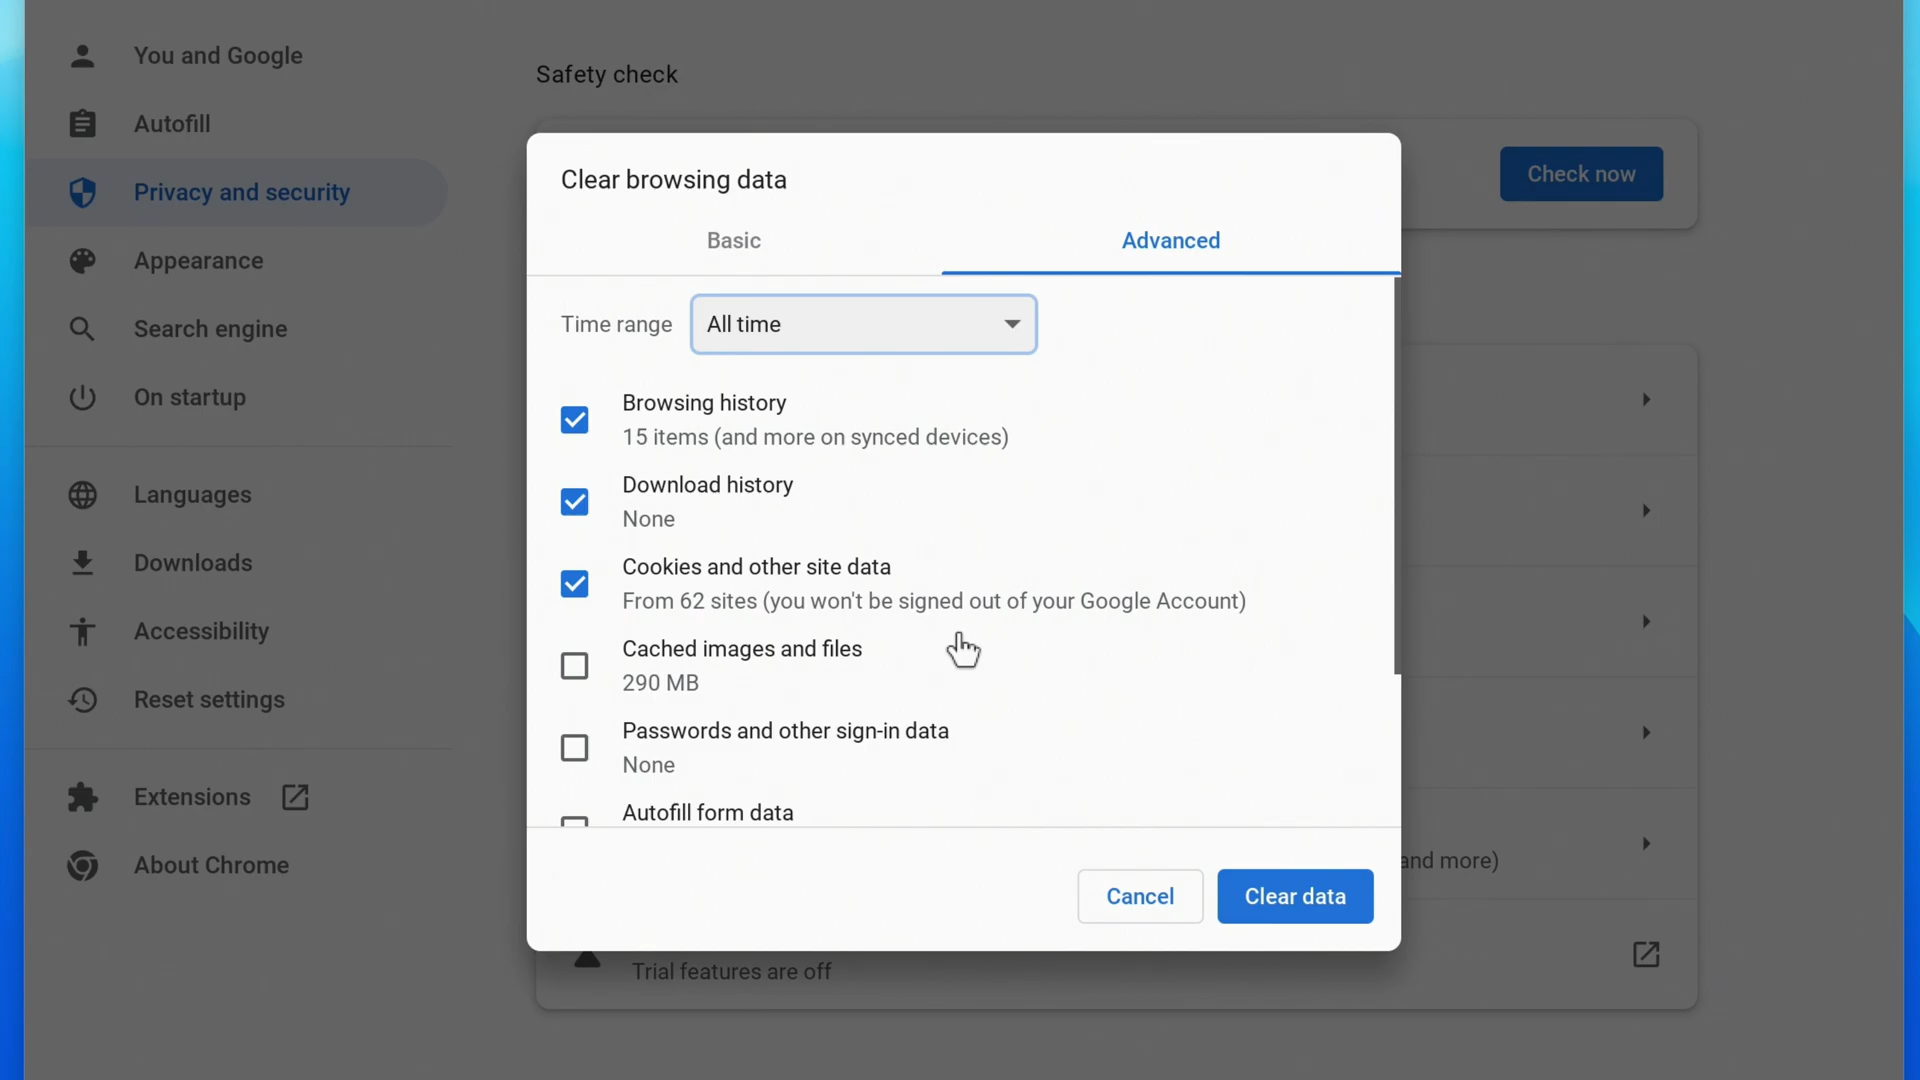 You and Google
Autofill
Privacy and security
Appearance
Search engine
On startup
Languages
Downloads
Accessibility
Reset settings
Extensions
About Chrome
Safety check
Check now
Clear browsing data
Basic
Advanced
Time range
All time
Browsing history
15 items (and more on synced devices)
Download history
None
Cookies and other site data
From 62 sites (you won't be signed out of your Google Account)
Cached images and files
290 MB
Passwords and other sign-in data
None
Autofill form data
Cancel
Clear data
and more)
Trial features are off